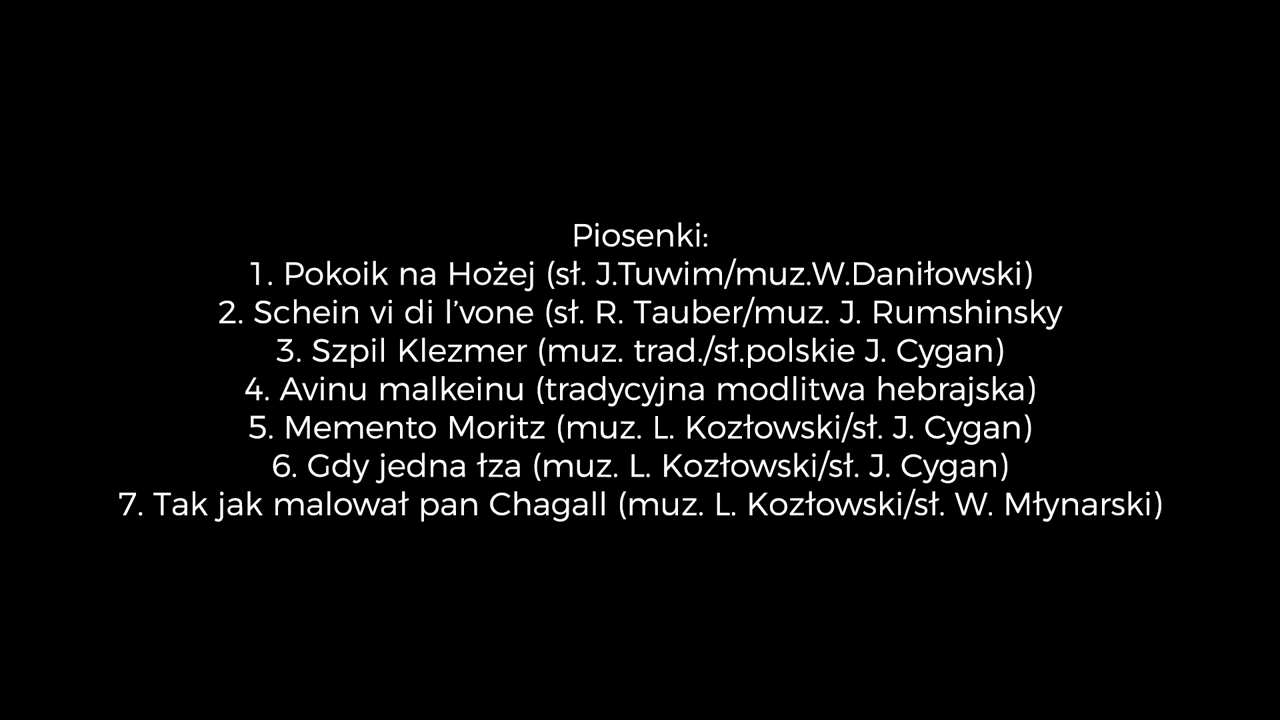 Piosenki:
1. Pokoik na Hożej (sł. J.Tuwim/muz.W.Daniłowski)
2. Schein vi di l’vone (sł. R. Tauber/muz. J. Rumshinsky
3. Szpil Klezmer (muz. trad./sł.polskie J. Cygan)
4. Avinu malkeinu (tradycyjna modlitwa hebrajska)
5. Memento Moritz (muz. L. Kozłowski/sł. J. Cygan)
6. Gdy jedna łza (muz. L. Kozłowski/sł. J. Cygan)
7. Tak jak malował pan Chagall (muz. L. Kozłowski/sł. W. Młynarski)